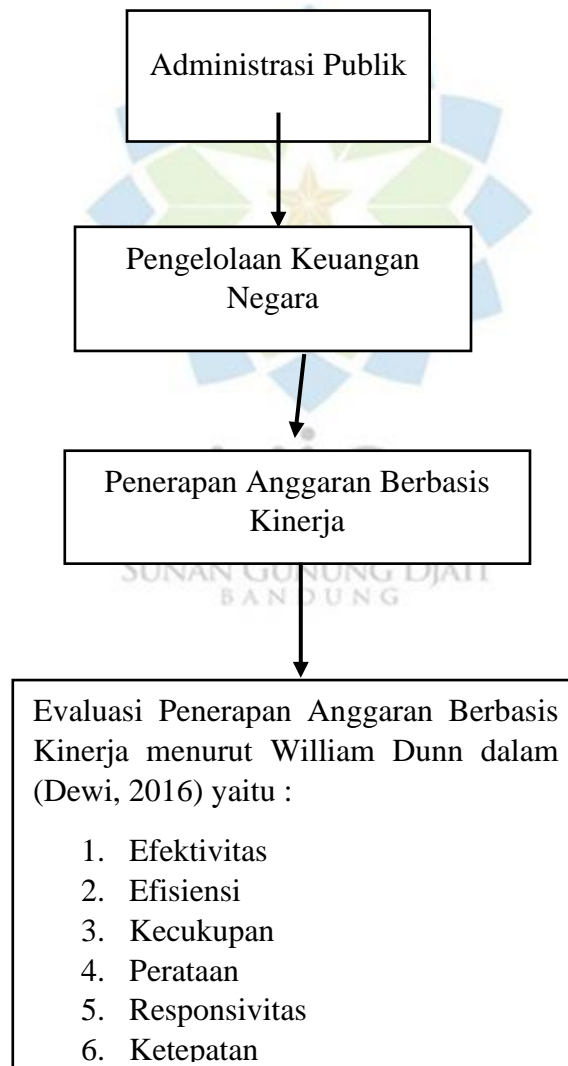 Administrasi Publik
Pengelolaan Keuangan
Negara
Penerapan Anggaran Berbasis
Kinerja
SUNAN GUNUNG DJATI
BANDUNG
Evaluasi Penerapan Anggaran Berbasis
Kinerja menurut William Dunn dalam
(Dewi, 2016) yaitu :
1. Efektivitas
2. Efisiensi
3. Kecukupan
4. Perataan
5. Responsivitas
6. Ketepatan